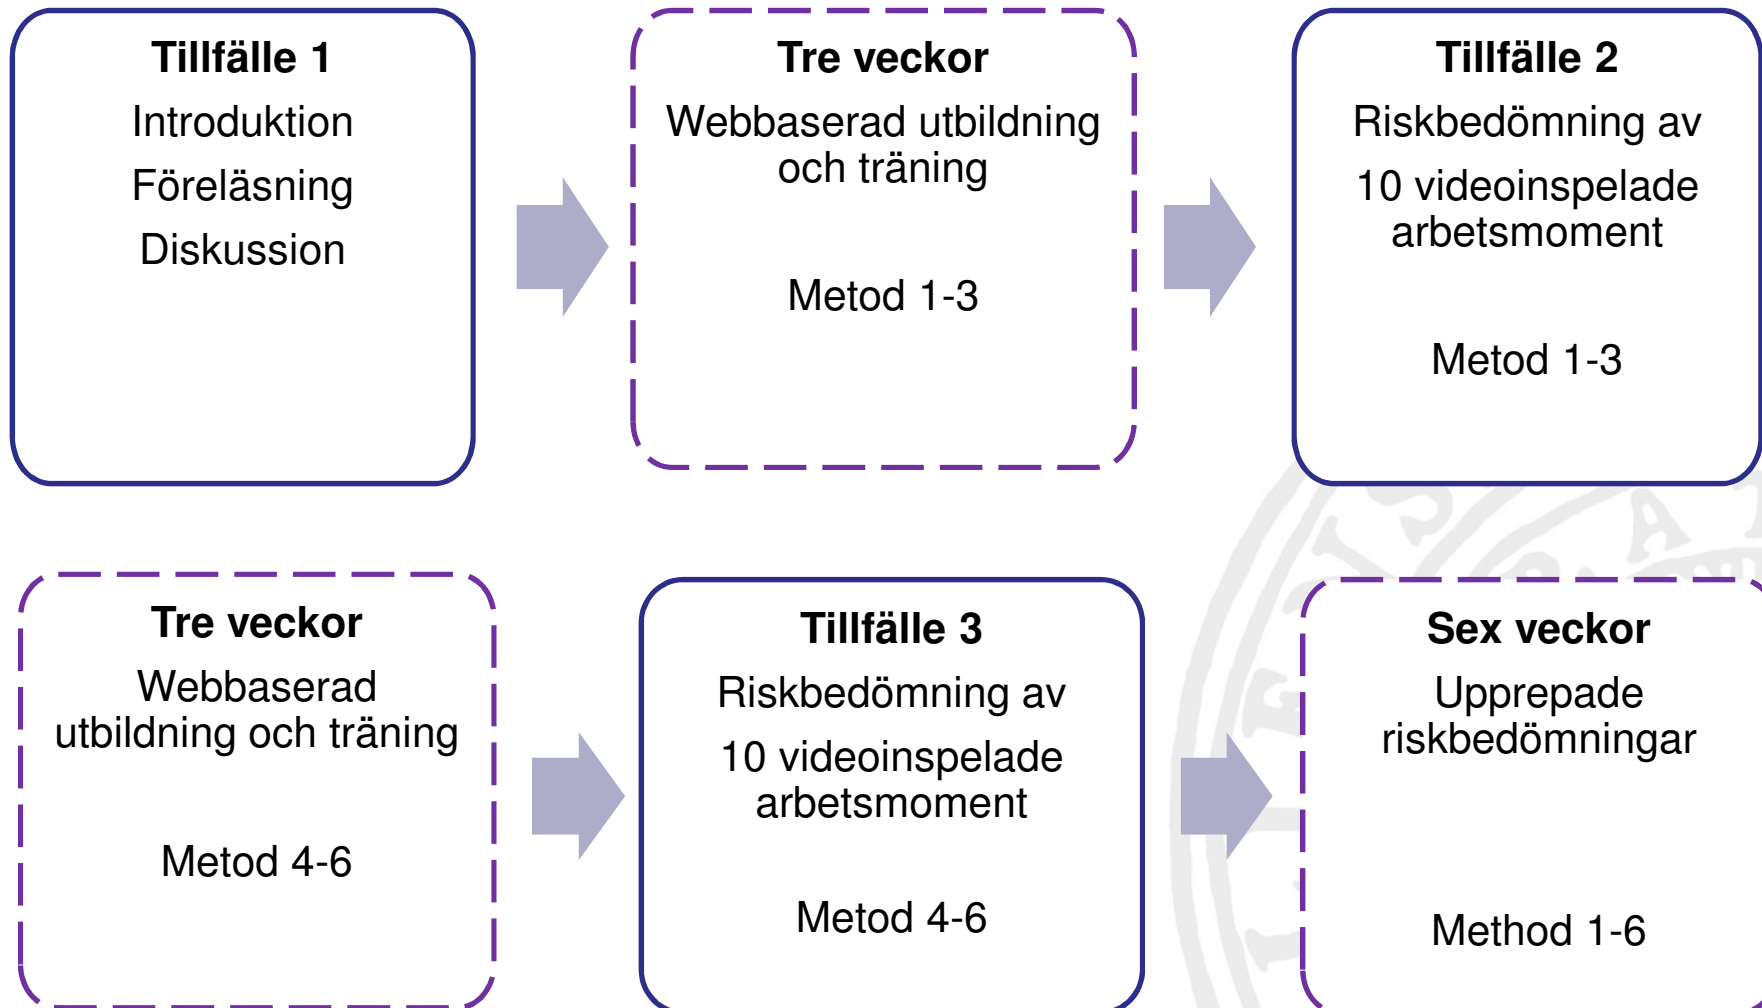 Tillfälle 1
Introduktion
Föreläsning
Diskussion
Tre veckor
Webbaserad utbildning
och träning
Metod 1-3
Tillfälle 2
Riskbedömning av
10 videoinspelade
arbetsmoment
Metod 1-3
Tre veckor
Webbaserad
utbildning och träning
Metod 4-6
Tillfälle 3
Riskbedömning av
10 videoinspelade
arbetsmoment
Metod 4-6
Sex veckor
Upprepade
riskbedömningar
Method 1-6